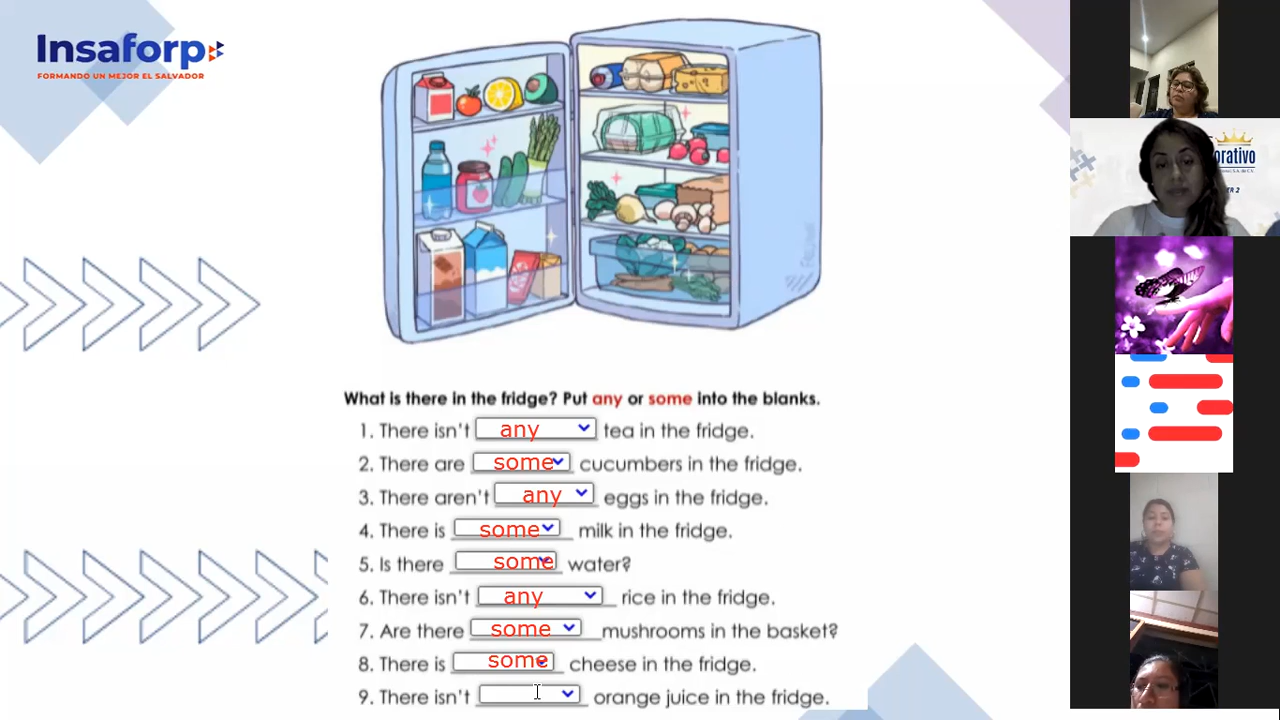 Insaforp
FORMANDO UN MEJOR EL SALVADOR
orativo
What is there in the fridge? Put any or some into the blanks.
1. There isn't any tea in the fridge.
2. There are some cucumbers in the fridge.
3. There aren't any eggs in the fridge.
4. There is some milk in the fridge.
5. Is there some water?
6. There isn't any rice in the fridge.
7. Are there some mushrooms in the basket?
8. There is some cheese in the fridge.
9. There isn't orange juice in the fridge.